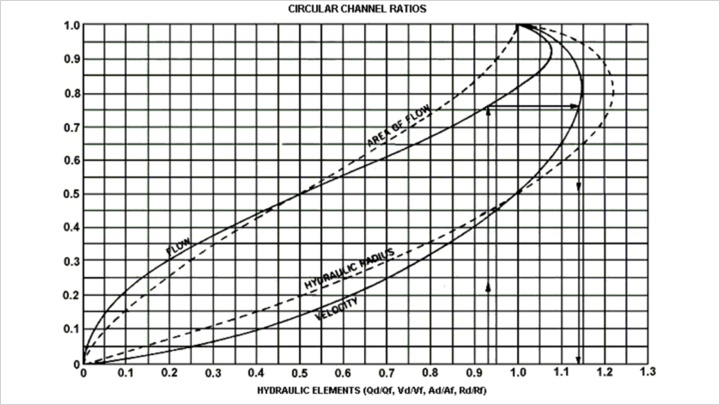 CIRCULAR CHANNEL RATIOS
1.0
0.9
0.8
0.7
0.6
0.5
0.4
0.3
0.2
0.1
0
AREA OF FLOW
FLOW
HYDRAULIC RADIUS
VELOCITY
0 0.1 0.2 0.3 0.4 0.5 0.6 0.7 0.8 0.9 1.0 1.1 1.2 1.3
HYDRAULIC ELEMENTS (Qd/Qf, Vd/Vf, Ad/Af, Rd/Rf)